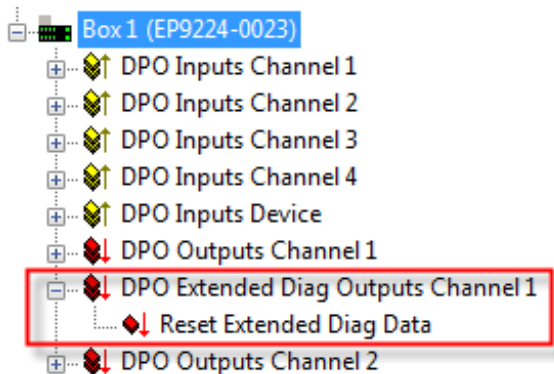 Box 1 (EP9224-0023)
DPO Inputs Channel 1
DPO Inputs Channel 2
DPO Inputs Channel 3
DPO Inputs Channel 4
DPO Inputs Device
DPO Outputs Channel 1
DPO Extended Diag Outputs Channel 1
Reset Extended Diag Data
DPO Outputs Channel 2